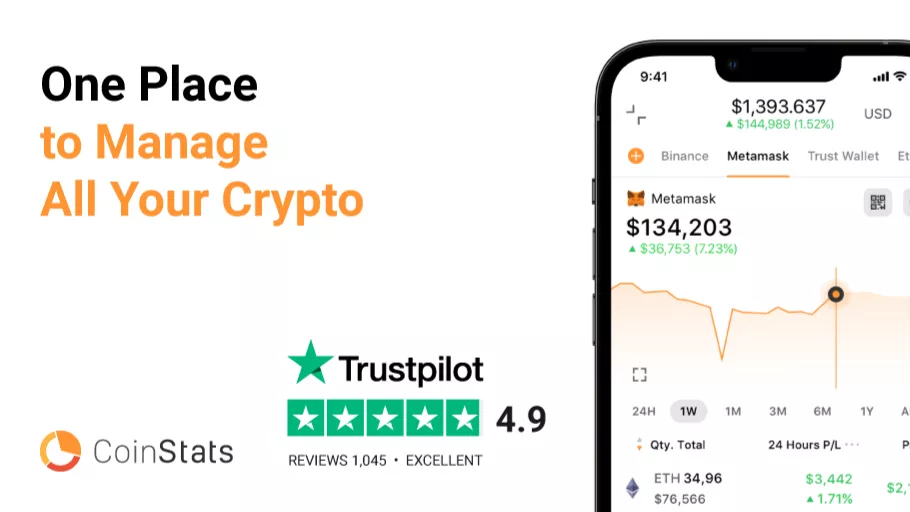 One Place
to Manage
All Your Crypto
Trustpilot
4.9
REVIEWS 1,045 • EXCELLENT
CoinStats
9:41
$1,393.637
USD
▲ $144,989 (1.52%)
Binance Metamask Trust Wallet Et
Metamask
$134,203
▲ $36,753 (7.23%)
24H 1W 1M 3M 6M 1Y A
Qty. Total 24 Hours P/L ··· P
ETH 34,96 $3,442
$76,566 ▲ 1.71% $2,